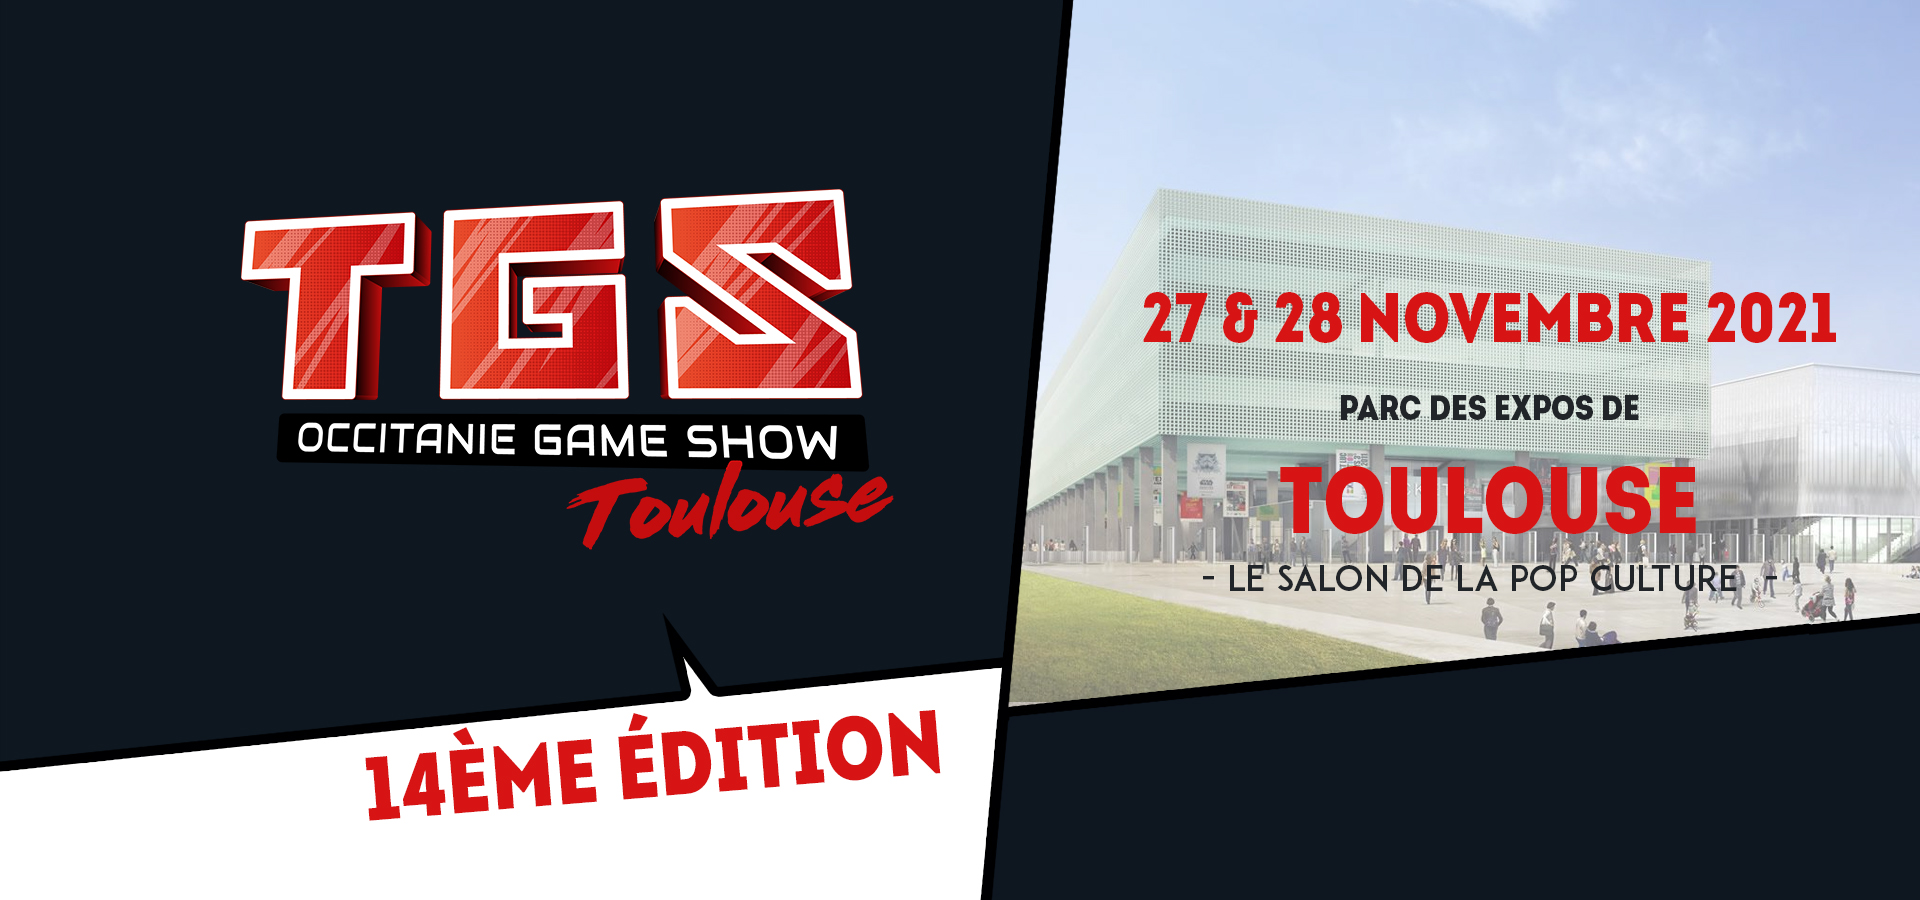 TGS
OCCITANIE GAME SHOW
Toulouse
14ÈME ÉDITION
27 & 28 NOVEMBRE 2021
PARC DES EXPOS DE
TOULOUSE
- LE SALON DE LA POP CULTURE -